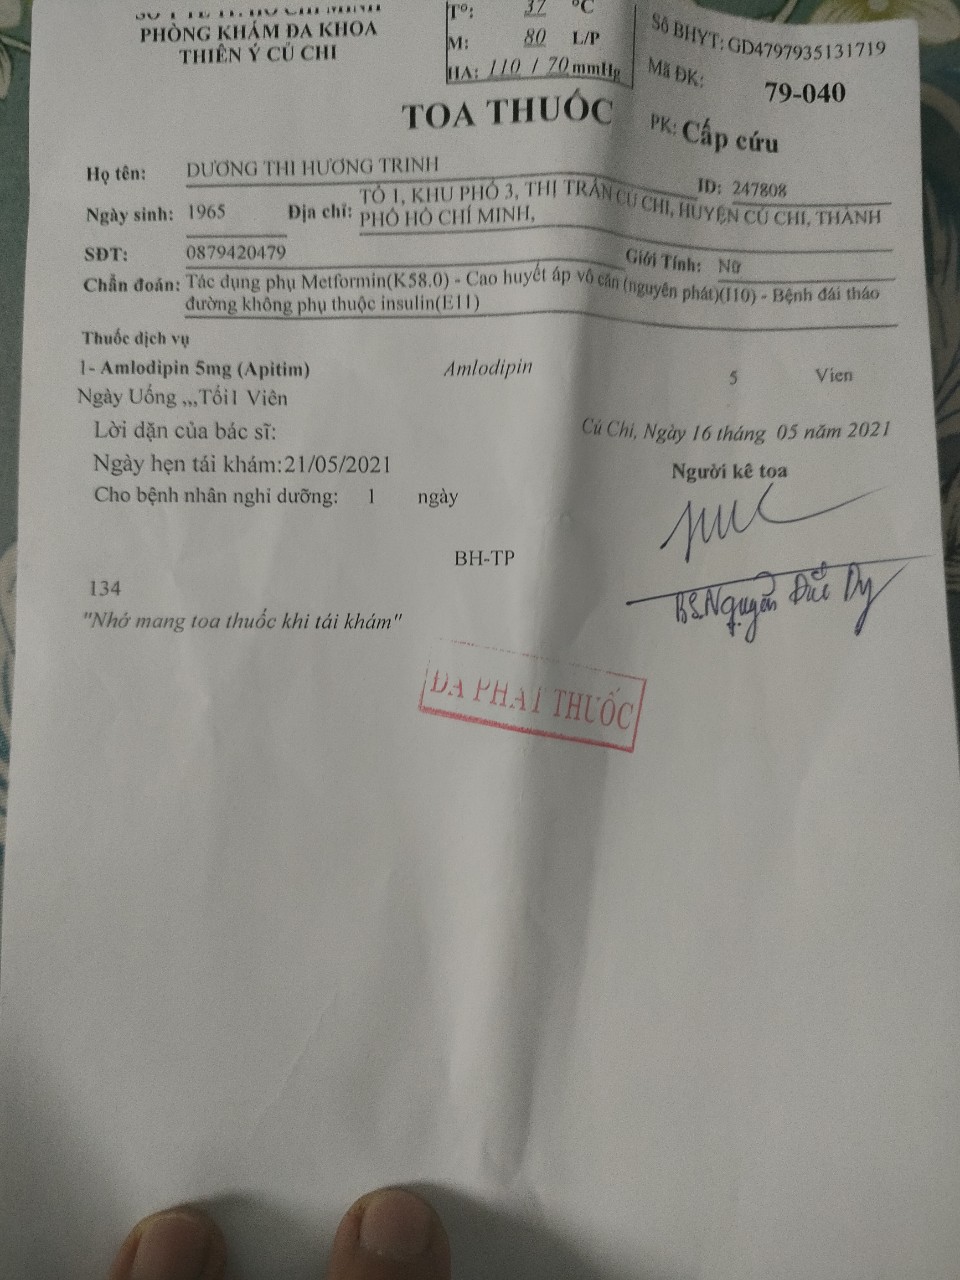 PHÒNG KHÁM ĐA KHOA
THIÊN Ý CỦ CHI
Tº: 37 ºC
M: 80 L/P
HA: 110 / 70 mmHg
Số BHYT: GD4797935131719
Mã ĐK: 79-040
PK: Cấp cứu
TOA THUỐC
Họ tên: DƯƠNG THI HƯƠNG TRINH
ID: 247808
Ngày sinh: 1965 Địa chỉ: TỔ 1, KHU PHỐ 3, THỊ TRẤN CỦ CHI, HUYỆN CỦ CHI, THÀNH
PHỐ HỒ CHÍ MINH,
SĐT: 0879420479 Giới Tính: Nữ
Chẩn đoán: Tác dụng phụ Metformin(K58.0) - Cao huyết áp vô căn (nguyên phát)(I10) - Bệnh đái tháo
đường không phụ thuộc insulin(E11)
Thuốc dịch vụ
1- Amlodipin 5mg (Apitim) Amlodipin 5 Vien
Ngày Uống ,,,Tối1 Viên
Lời dặn của bác sĩ:
Củ Chi, Ngày 16 tháng 05 năm 2021
Ngày hẹn tái khám:21/05/2021
Người kê toa
Cho bệnh nhân nghi dưỡng: 1 ngày
BH-TP
134
BS.Nguyễn Đức Dy
"Nhớ mang toa thuốc khi tái khám"
ĐÃ PHÁT THUỐC